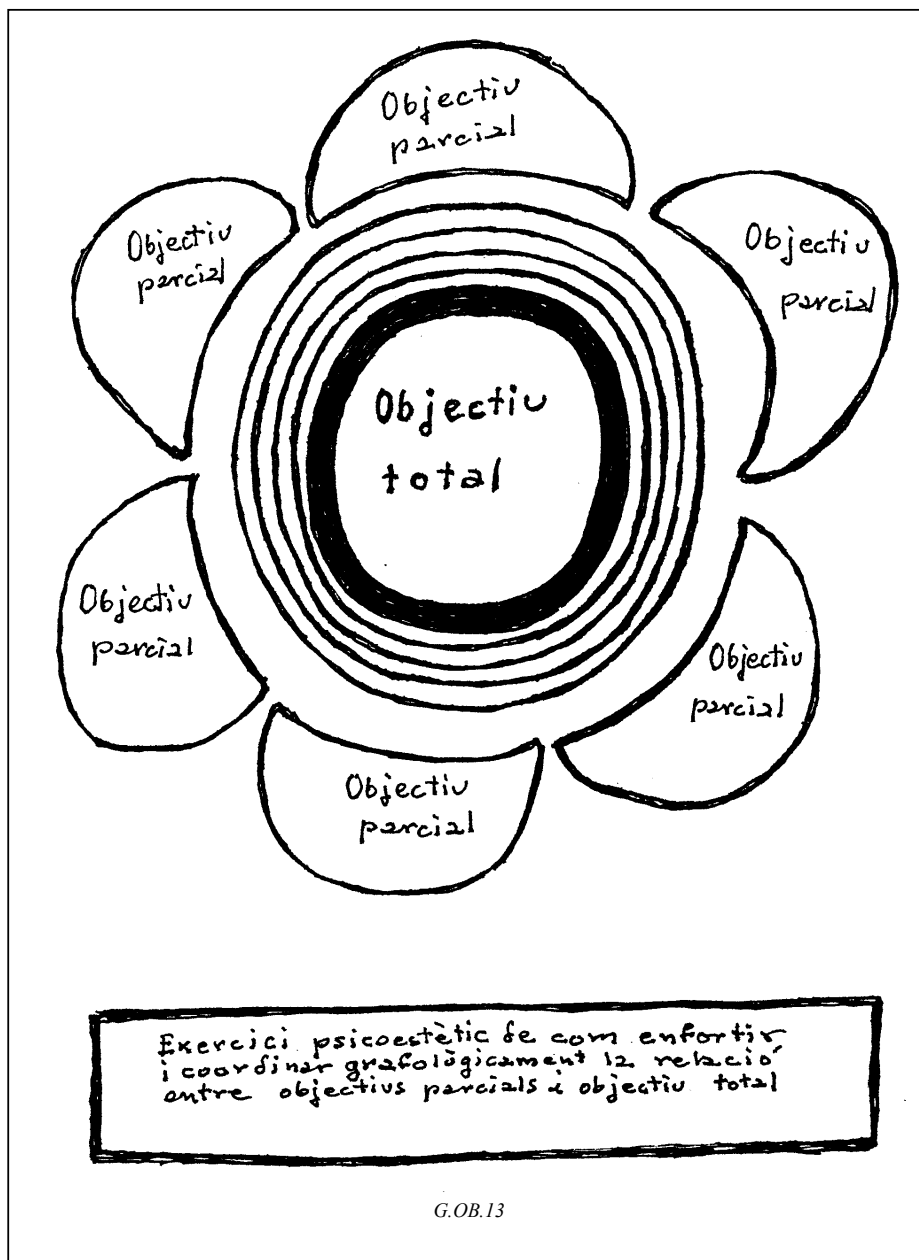 Objectiu
parcial
Objectiu
parcial
Objectiu
parcial
Objectiu
total
Objectiu
parcial
Objectiu
parcial
Objectiu
parcial
Exercici psicoestètic de com enfortir
i coordinar grafològicament la relació
entre objectius parcials i objectiu total
G.OB.13